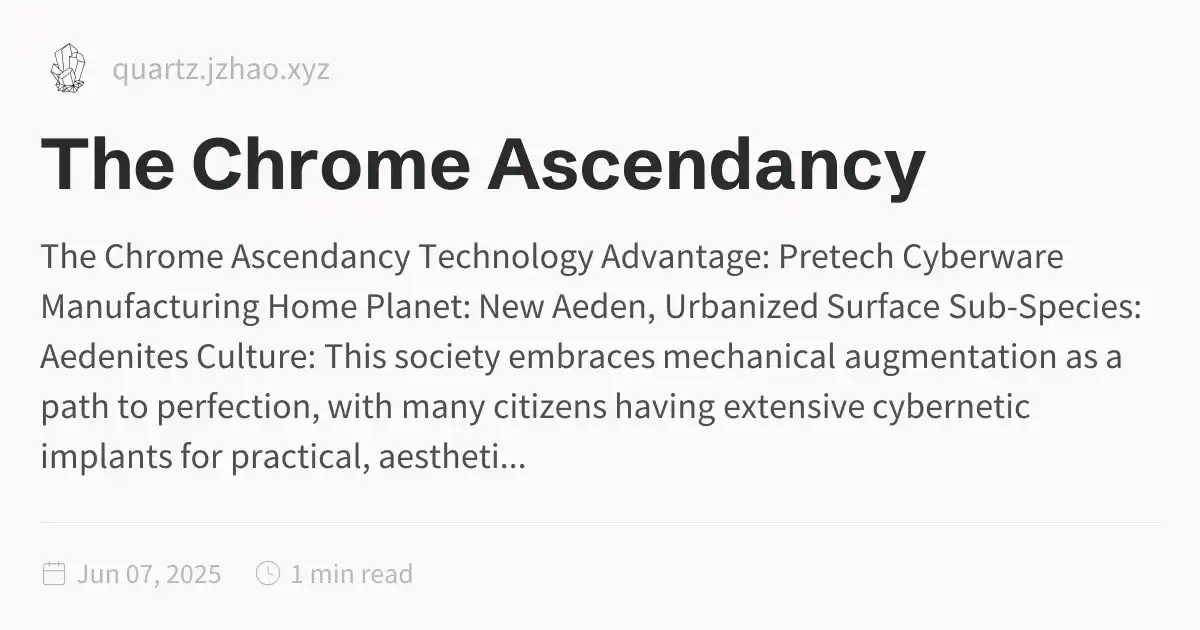 quartz.jzhao.xyz
The Chrome Ascendancy
The Chrome Ascendancy Technology Advantage: Pretech Cyberware
Manufacturing Home Planet: New Aeden, Urbanized Surface Sub-Species:
Aedenites Culture: This society embraces mechanical augmentation as a
path to perfection, with many citizens having extensive cybernetic
implants for practical, aestheti...
Jun 07, 2025 1 min read